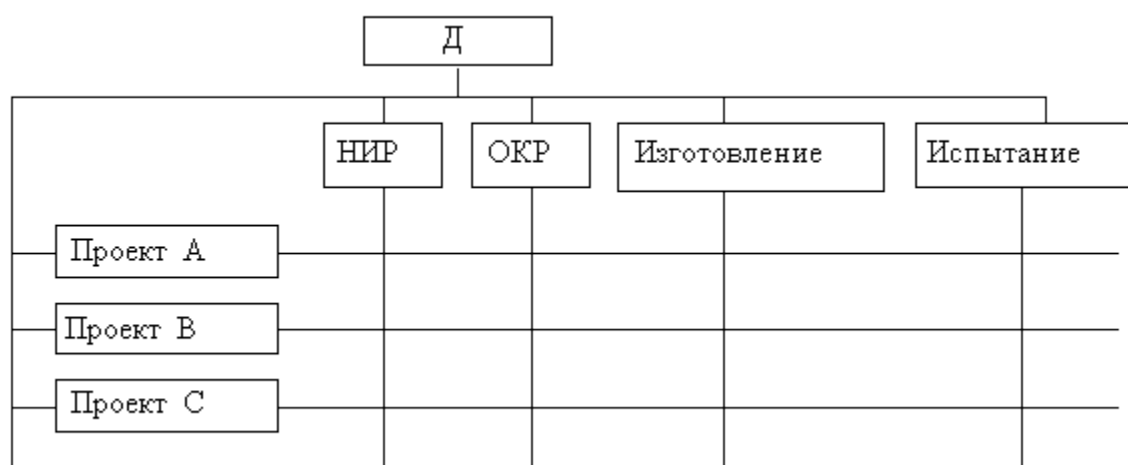 Д
НИР
ОКР
Изготовление
Испытание
Проект А
Проект В
Проект С